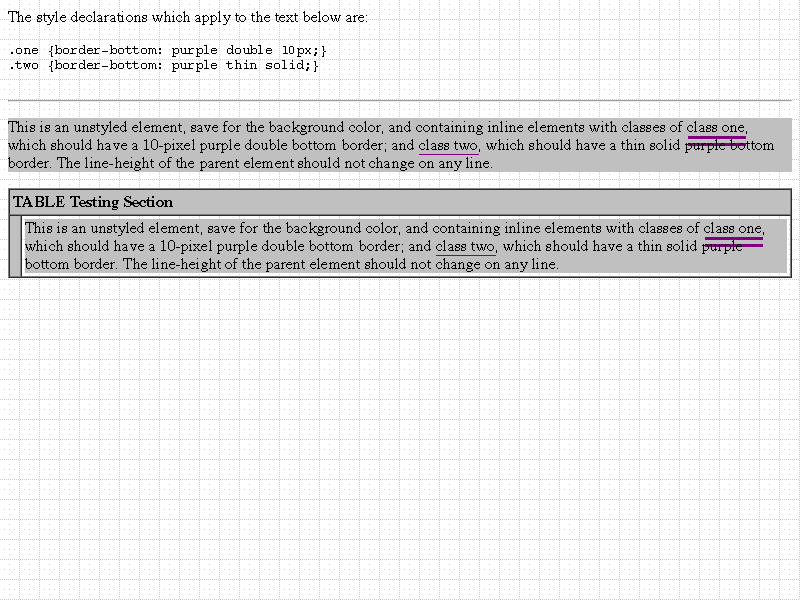 The style declarations which apply to the text below are:
.one {border-bottom: purple double 10px;}
.two {border-bottom: purple thin solid;}
This is an unstyled element, save for the background color, and containing inline elements with classes of class one,
which should have a 10-pixel purple double bottom border; and class two, which should have a thin solid purple bottom
border. The line-height of the parent element should not change on any line.
TABLE Testing Section
This is an unstyled element, save for the background color, and containing inline elements with classes of class one,
which should have a 10-pixel purple double bottom border; and class two, which should have a thin solid purple
bottom border. The line-height of the parent element should not change on any line.